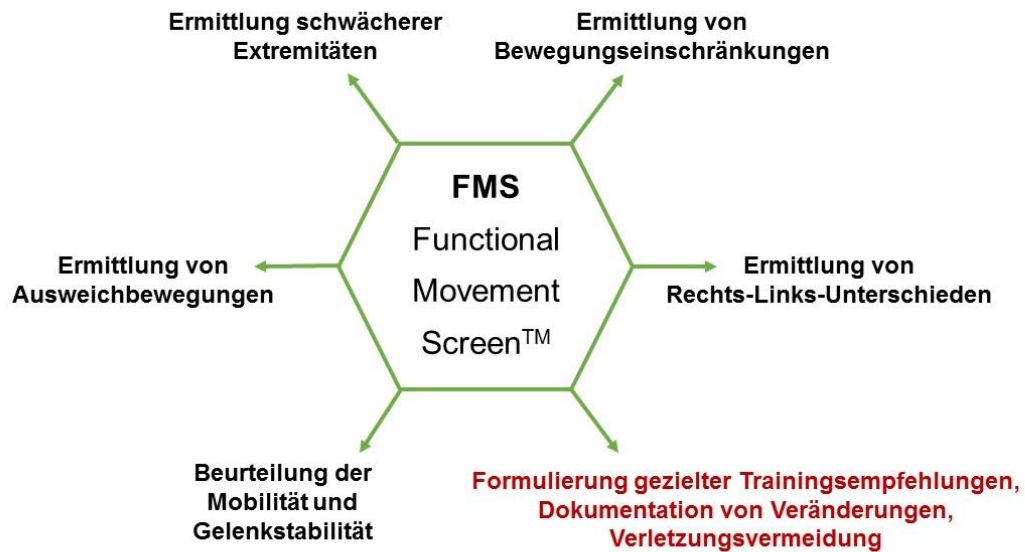 Ermittlung schwächerer
Extremitäten
Ermittlung von
Bewegungseinschränkungen
FMS
Functional
Movement
Screen™
Ermittlung von
Ausweichbewegungen
Ermittlung von
Rechts-Links-Unterschieden
Beurteilung der
Mobilität und
Gelenkstabilität
Formulierung gezielter Trainingsempfehlungen,
Dokumentation von Veränderungen,
Verletzungsvermeidung